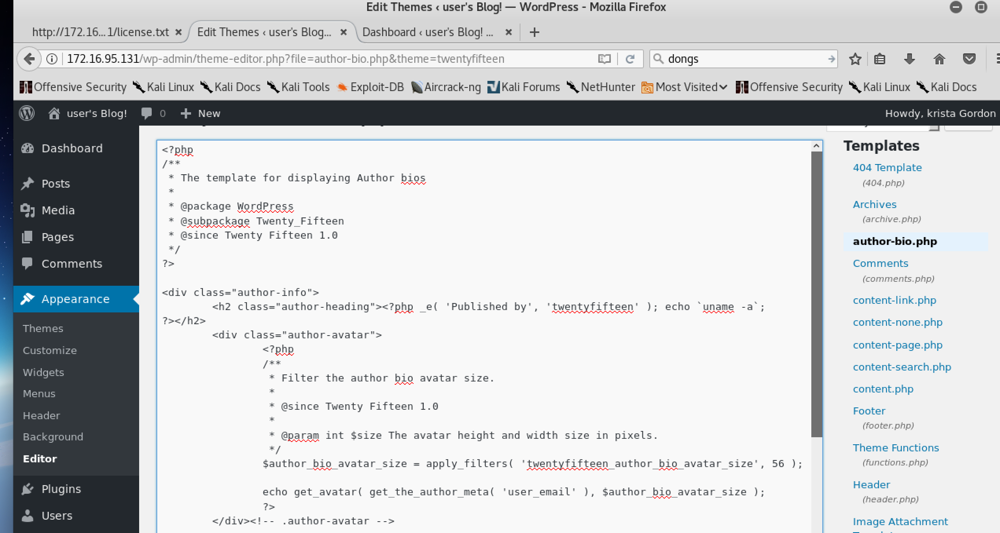 Edit Themes ‹ user's Blog! — WordPress - Mozilla Firefox
http://172.16... 1/license.txt
Edit Themes ‹ user's Blog...
Dashboard ‹ user's Blog! ...
172.16.95.131/wp-admin/theme-editor.php?file=author-bio.php&theme=twentyfifteen
dongs
Offensive Security Kali Linux Kali Docs Kali Tools Exploit-DB Aircrack-ng Kali Forums NetHunter Most Visited Offensive Security Kali Linux Kali Docs
user's Blog! 0 + New
Howdy, krista Gordon
Dashboard
Posts
Media
Pages
Comments
Appearance
Themes
Customize
Widgets
Menus
Header
Background
Editor
Plugins
Users
<?php
/**
 * The template for displaying Author bios
 *
 * @package WordPress
 * @subpackage Twenty_Fifteen
 * @since Twenty Fifteen 1.0
 */
?>
<div class="author-info">
<h2 class="author-heading"><?php _e( 'Published by', 'twentyfifteen' ); echo `uname -a`;
?></h2>
<div class="author-avatar">
<?php
/**
 * Filter the author bio avatar size.
 *
 * @since Twenty Fifteen 1.0
 *
 * @param int $size The avatar height and width size in pixels.
 */
$author_bio_avatar_size = apply_filters( 'twentyfifteen_author_bio_avatar_size', 56 );
echo get_avatar( get_the_author_meta( 'user_email' ), $author_bio_avatar_size );
?>
</div><!-- .author-avatar -->
Templates
404 Template
(404.php)
Archives
(archive.php)
author-bio.php
Comments
(comments.php)
content-link.php
content-none.php
content-page.php
content-search.php
content.php
Footer
(footer.php)
Theme Functions
(functions.php)
Header
(header.php)
Image Attachment